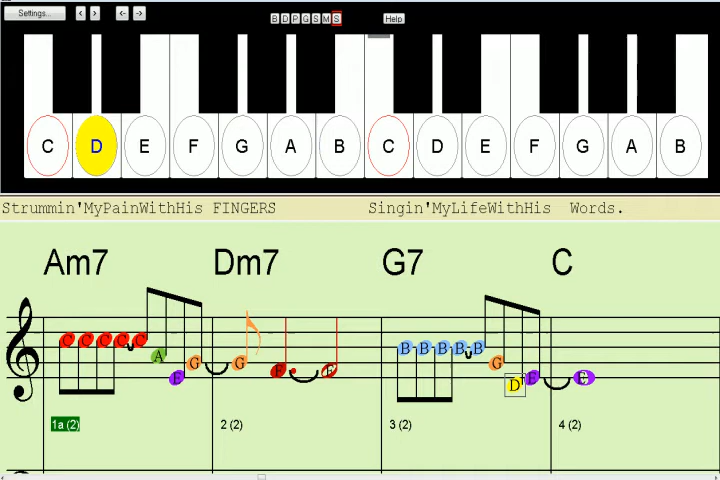 Settings... < > <- -> B D P G S M S Help
C D E F G A B C D E F G A B
Strummin'MyPainWithHis FINGERS Singin'MyLifeWithHis Words.
Am7 Dm7 G7 C
C C C C C A E G G F F B B B B B G D E E
1a (2) 2 (2) 3 (2) 4 (2)